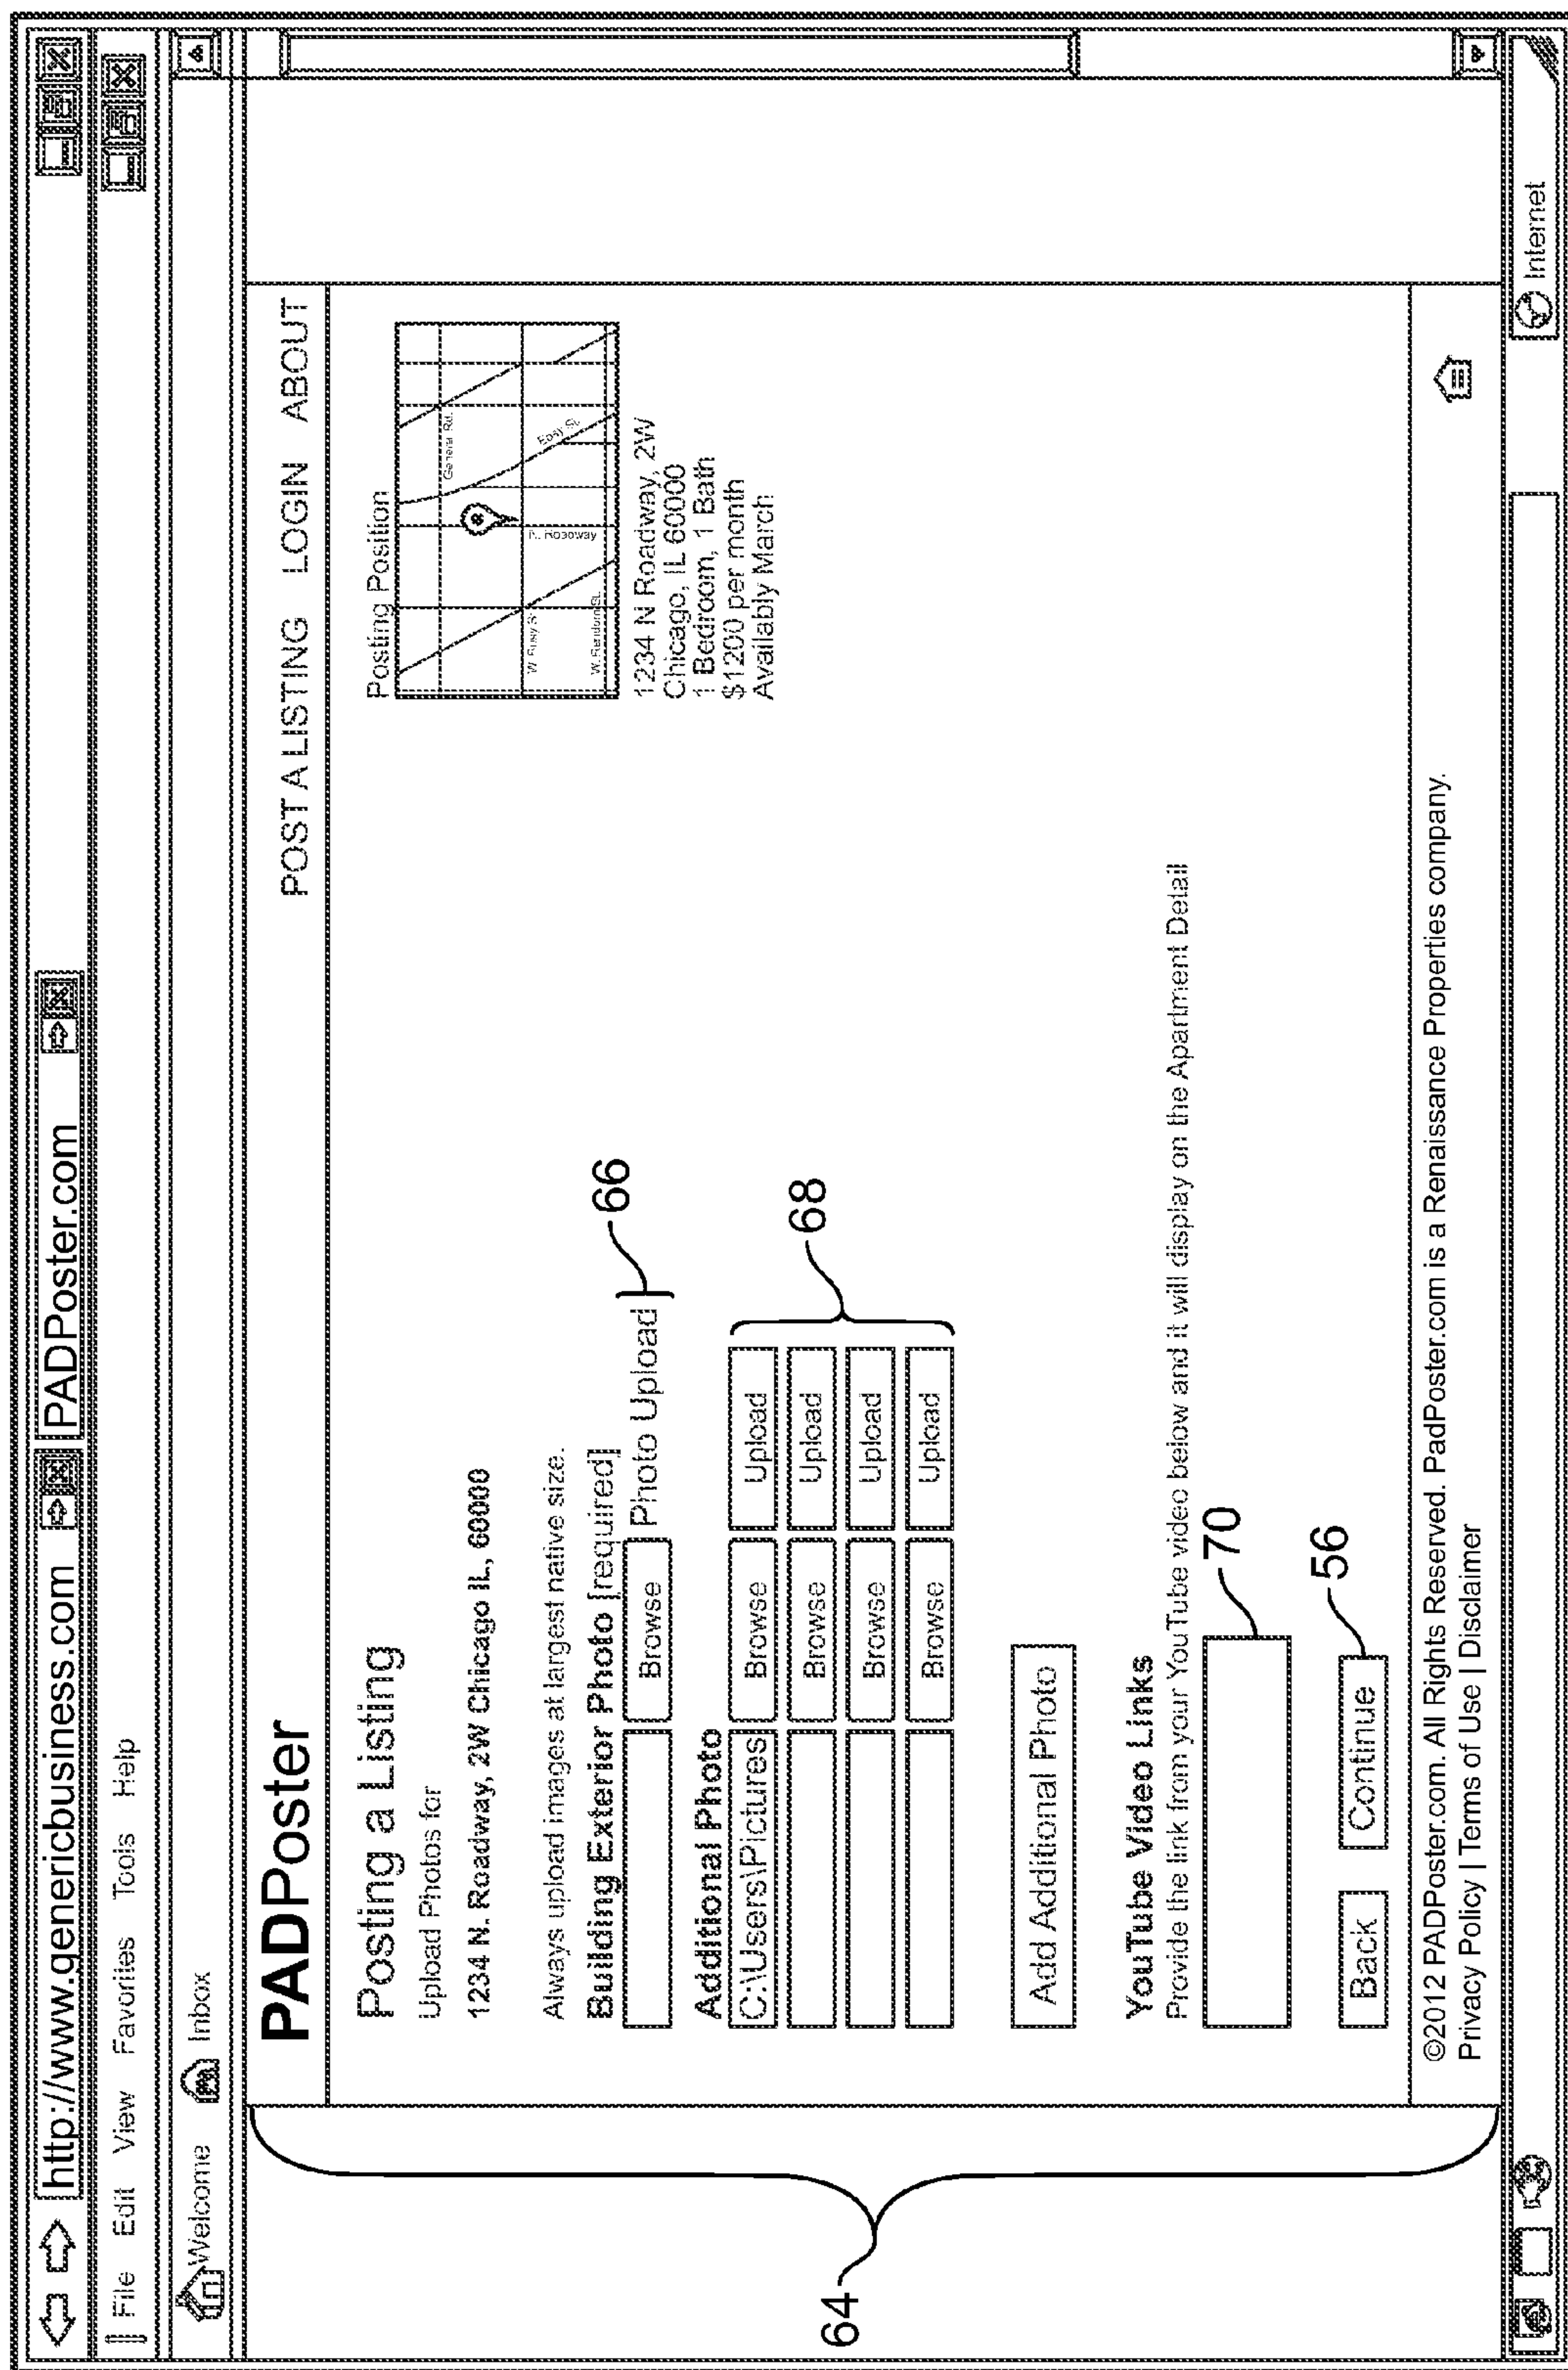 http://www.genericbusiness.com PADPoster.com
File Edit View Favorites Tools Help
Welcome Inbox
PADPoster
POST A LISTING LOGIN ABOUT
Posting a Listing
Upload Photos for
1234 N. Roadway, 2W Chicago IL, 60000
Always upload images at largest native size.
Building Exterior Photo [required]
Browse Photo Upload
66
Additional Photo
C:\Users\Pictures Browse Upload
Browse Upload
Browse Upload
Browse Upload
68
Add Additional Photo
YouTube Video Links
Provide the link from your YouTube video below and it will display on the Apartment Detail
70
Back Continue
56
Posting Position
General Rd.
Easy St.
N. Roadway
W. Busy St.
W. Random St.
1234 N Roadway, 2W
Chicago, IL 60000
1 Bedroom, 1 Bath
$1200 per month
Availably March
©2012 PADPoster.com. All Rights Reserved. PadPoster.com is a Renaissance Properties company.
Privacy Policy | Terms of Use | Disclaimer
64
Internet